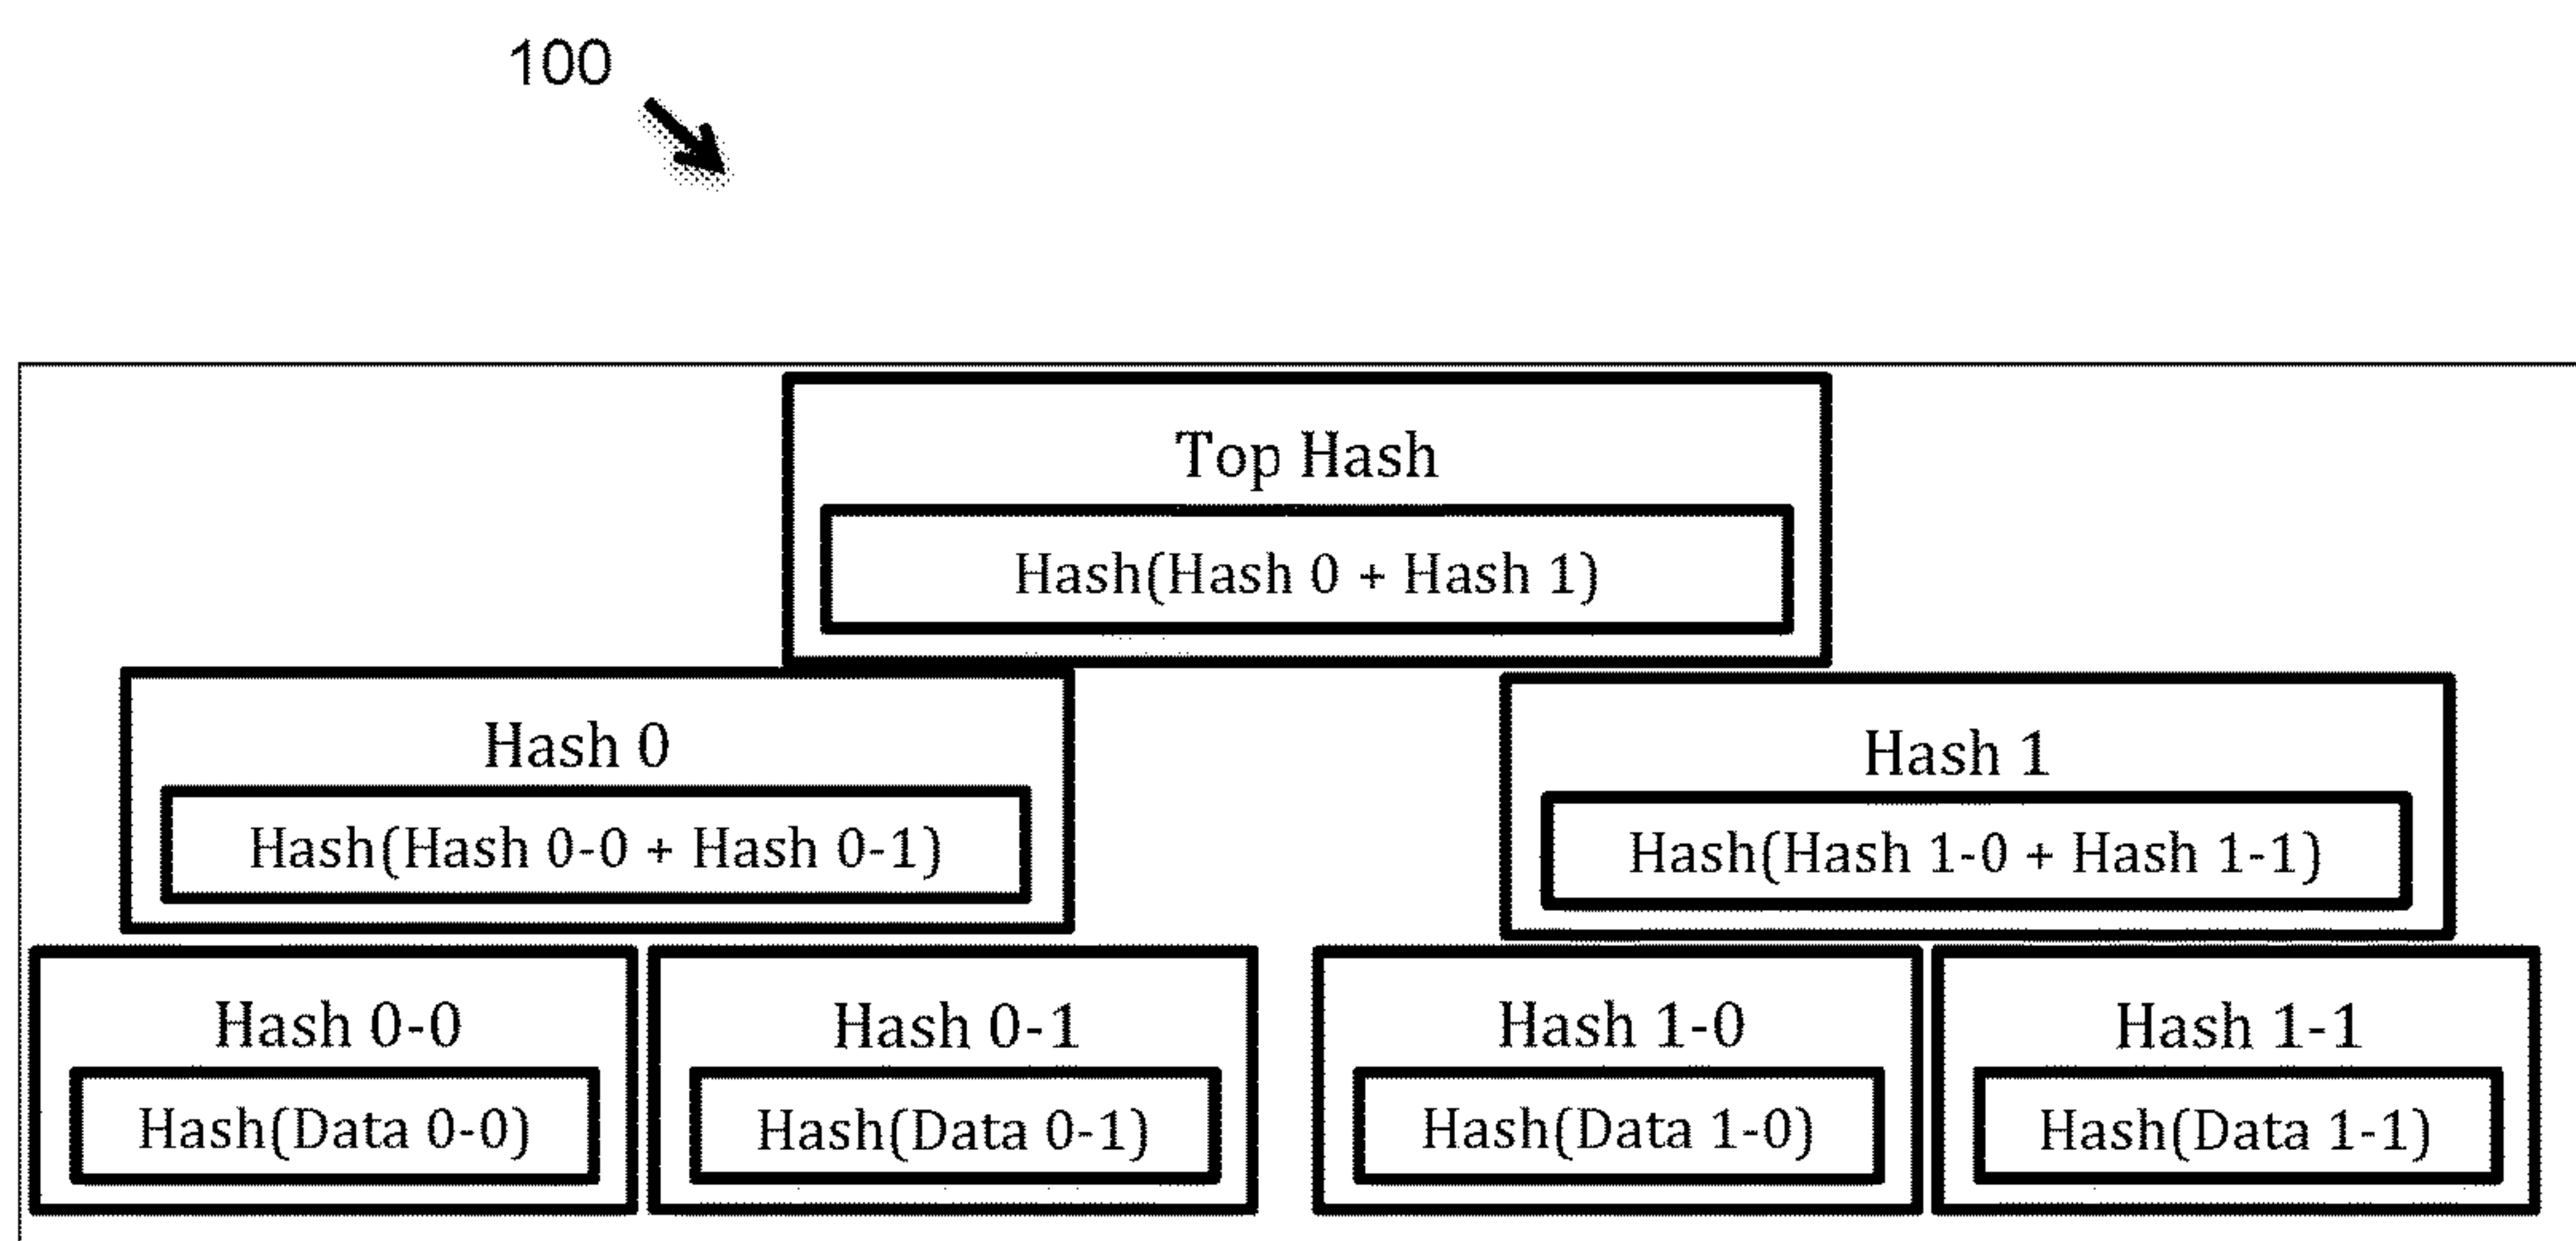 100
Top Hash
Hash(Hash 0 + Hash 1)
Hash 0
Hash(Hash 0-0 + Hash 0-1)
Hash 1
Hash(Hash 1-0 + Hash 1-1)
Hash 0-0
Hash(Data 0-0)
Hash 0-1
Hash(Data 0-1)
Hash 1-0
Hash(Data 1-0)
Hash 1-1
Hash(Data 1-1)